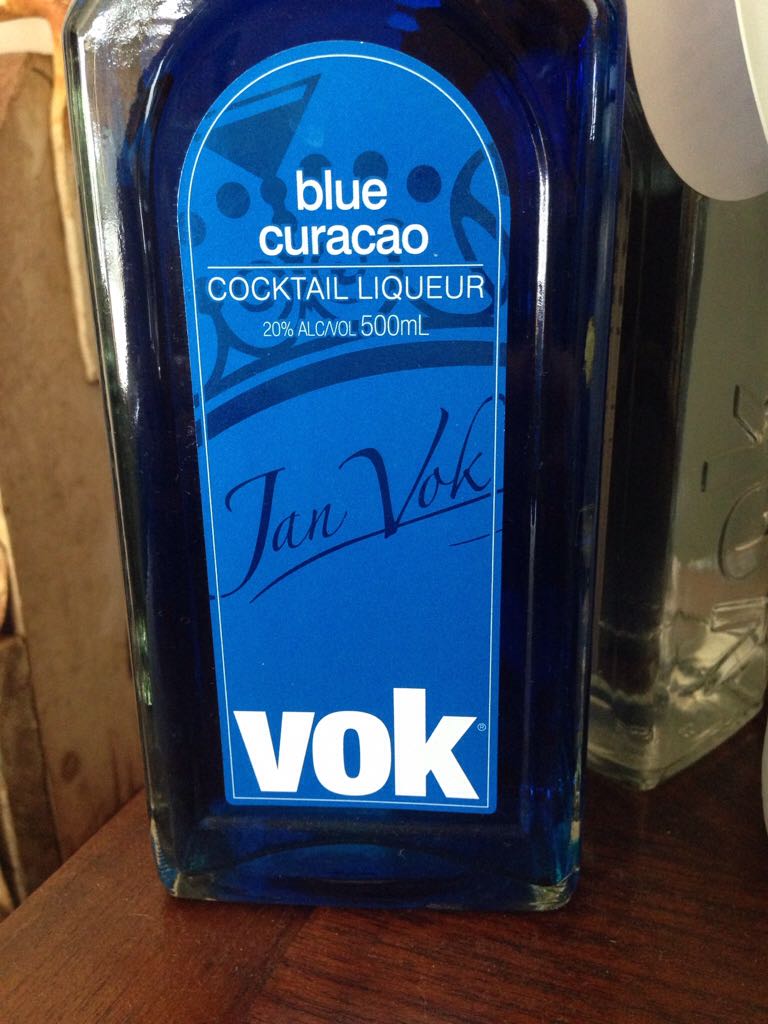 blue
curacao
COCKTAIL LIQUEUR
20% ALC/VOL 500mL
Jan Vok
vok®